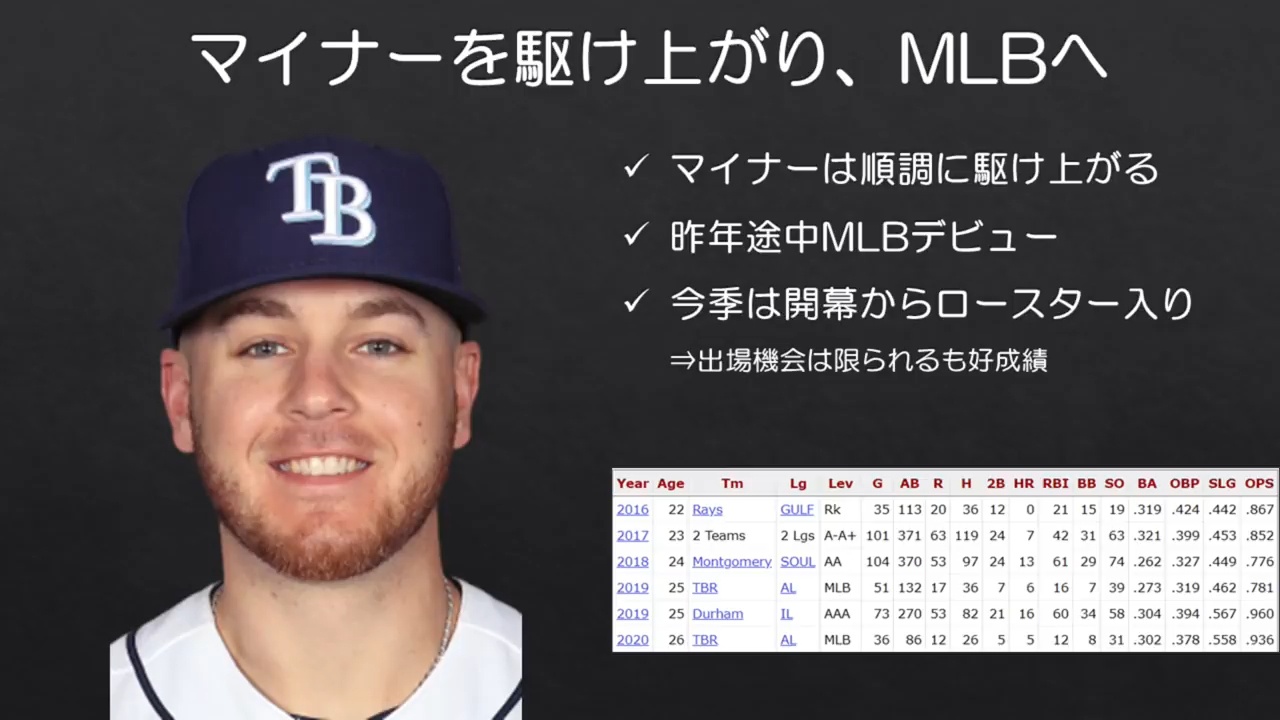 マイナーを駆け上がり、MLBへ
TB
✓ マイナーは順調に駆け上がる
✓ 昨年途中MLBデビュー
✓ 今季は開幕からロースター入り
⇒出場機会は限られるも好成績
Year Age Tm Lg Lev G AB R H 2B HR RBI BB SO BA OBP SLG OPS
2016 22 Rays GULF Rk 35 113 20 36 12 0 21 15 19 .319 .424 .442 .867
2017 23 2 Teams 2 Lgs A-A+ 101 371 63 119 24 7 42 31 63 .321 .399 .453 .852
2018 24 Montgomery SOUL AA 104 370 53 97 24 13 61 29 74 .262 .327 .449 .776
2019 25 TBR AL MLB 51 132 17 36 7 6 16 7 39 .273 .319 .462 .781
2019 25 Durham IL AAA 73 270 53 82 21 16 60 34 58 .304 .394 .567 .960
2020 26 TBR AL MLB 36 86 12 26 5 5 12 8 31 .302 .378 .558 .936